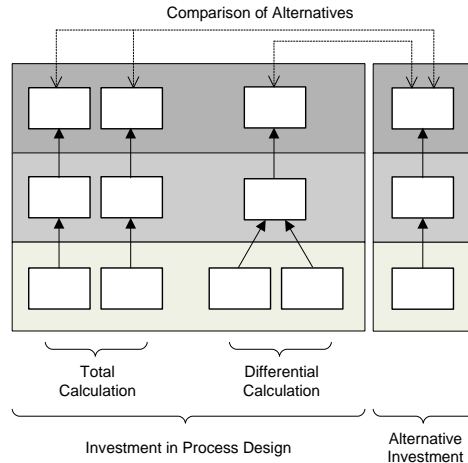 Comparison of Alternatives
Total
Calculation
Differential
Calculation
Investment in Process Design
Alternative
Investment